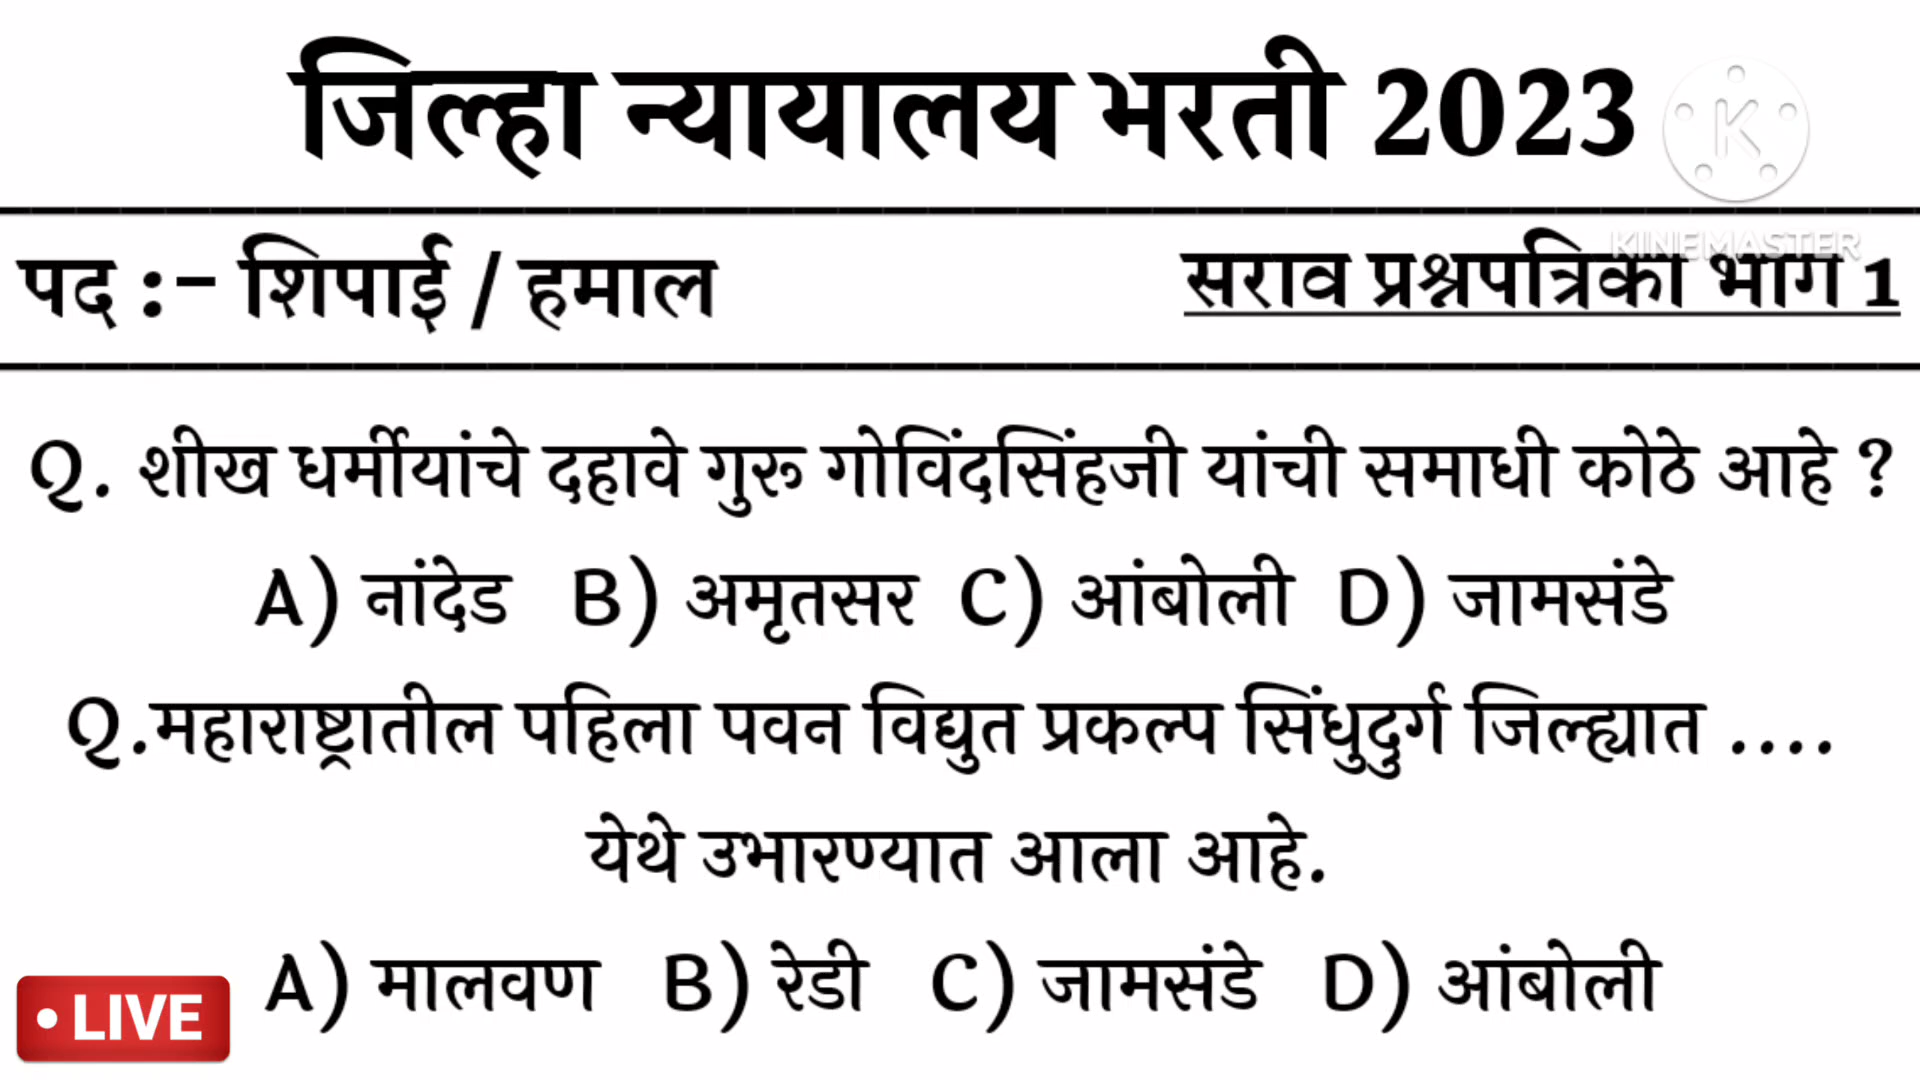 जिल्हा न्यायालय भरती 2023
K
KINEMASTER
पद :- शिपाई / हमाल
सराव प्रश्नपत्रिका भाग 1
Q. शीख धर्मीयांचे दहावे गुरू गोविंदसिंहजी यांची समाधी कोठे आहे ?
A) नांदेड B) अमृतसर C) आंबोली D) जामसंडे
Q.महाराष्ट्रातील पहिला पवन विद्युत प्रकल्प सिंधुदुर्ग जिल्ह्यात ....
येथे उभारण्यात आला आहे.
A) मालवण B) रेडी C) जामसंडे D) आंबोली
• LIVE